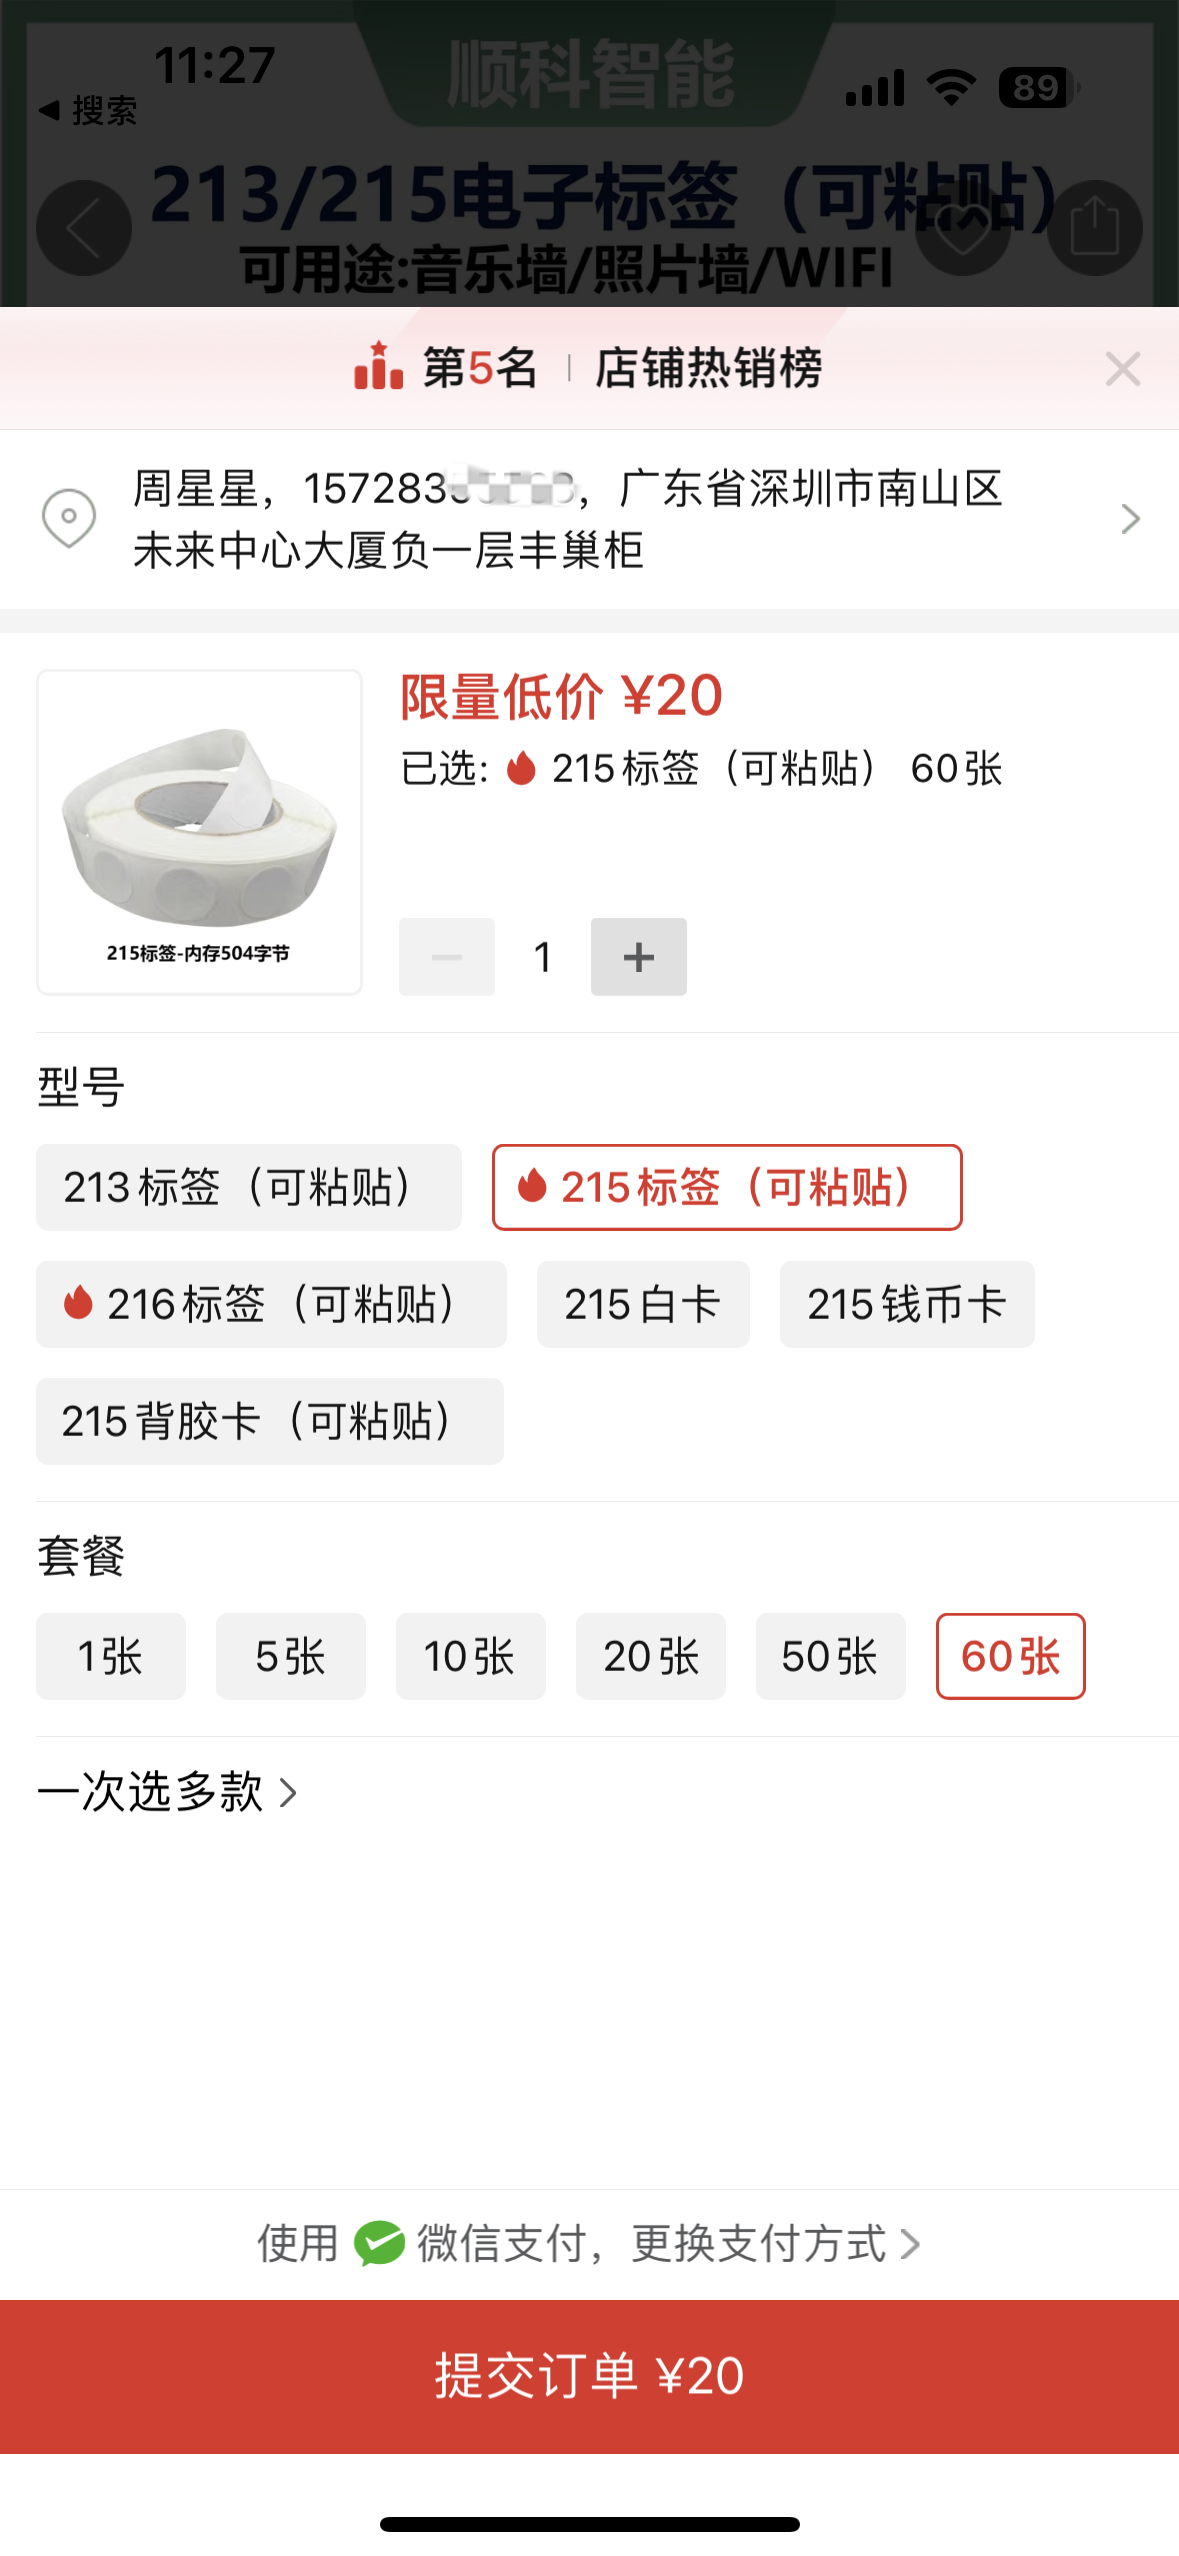 11:27
搜索
89
顺科智能
213/215电子标签（可粘贴）
可用途:音乐墙/照片墙/WIFI
第5名 | 店铺热销榜
周星星，157283，广东省深圳市南山区
未来中心大厦负一层丰巢柜
限量低价 ¥20
已选: 215标签（可粘贴） 60张
215标签-内存504字节
1
型号
213标签（可粘贴）
215标签（可粘贴）
216标签（可粘贴）
215白卡
215钱币卡
215背胶卡（可粘贴）
套餐
1张
5张
10张
20张
50张
60张
一次选多款
使用 微信支付，更换支付方式
提交订单 ¥20